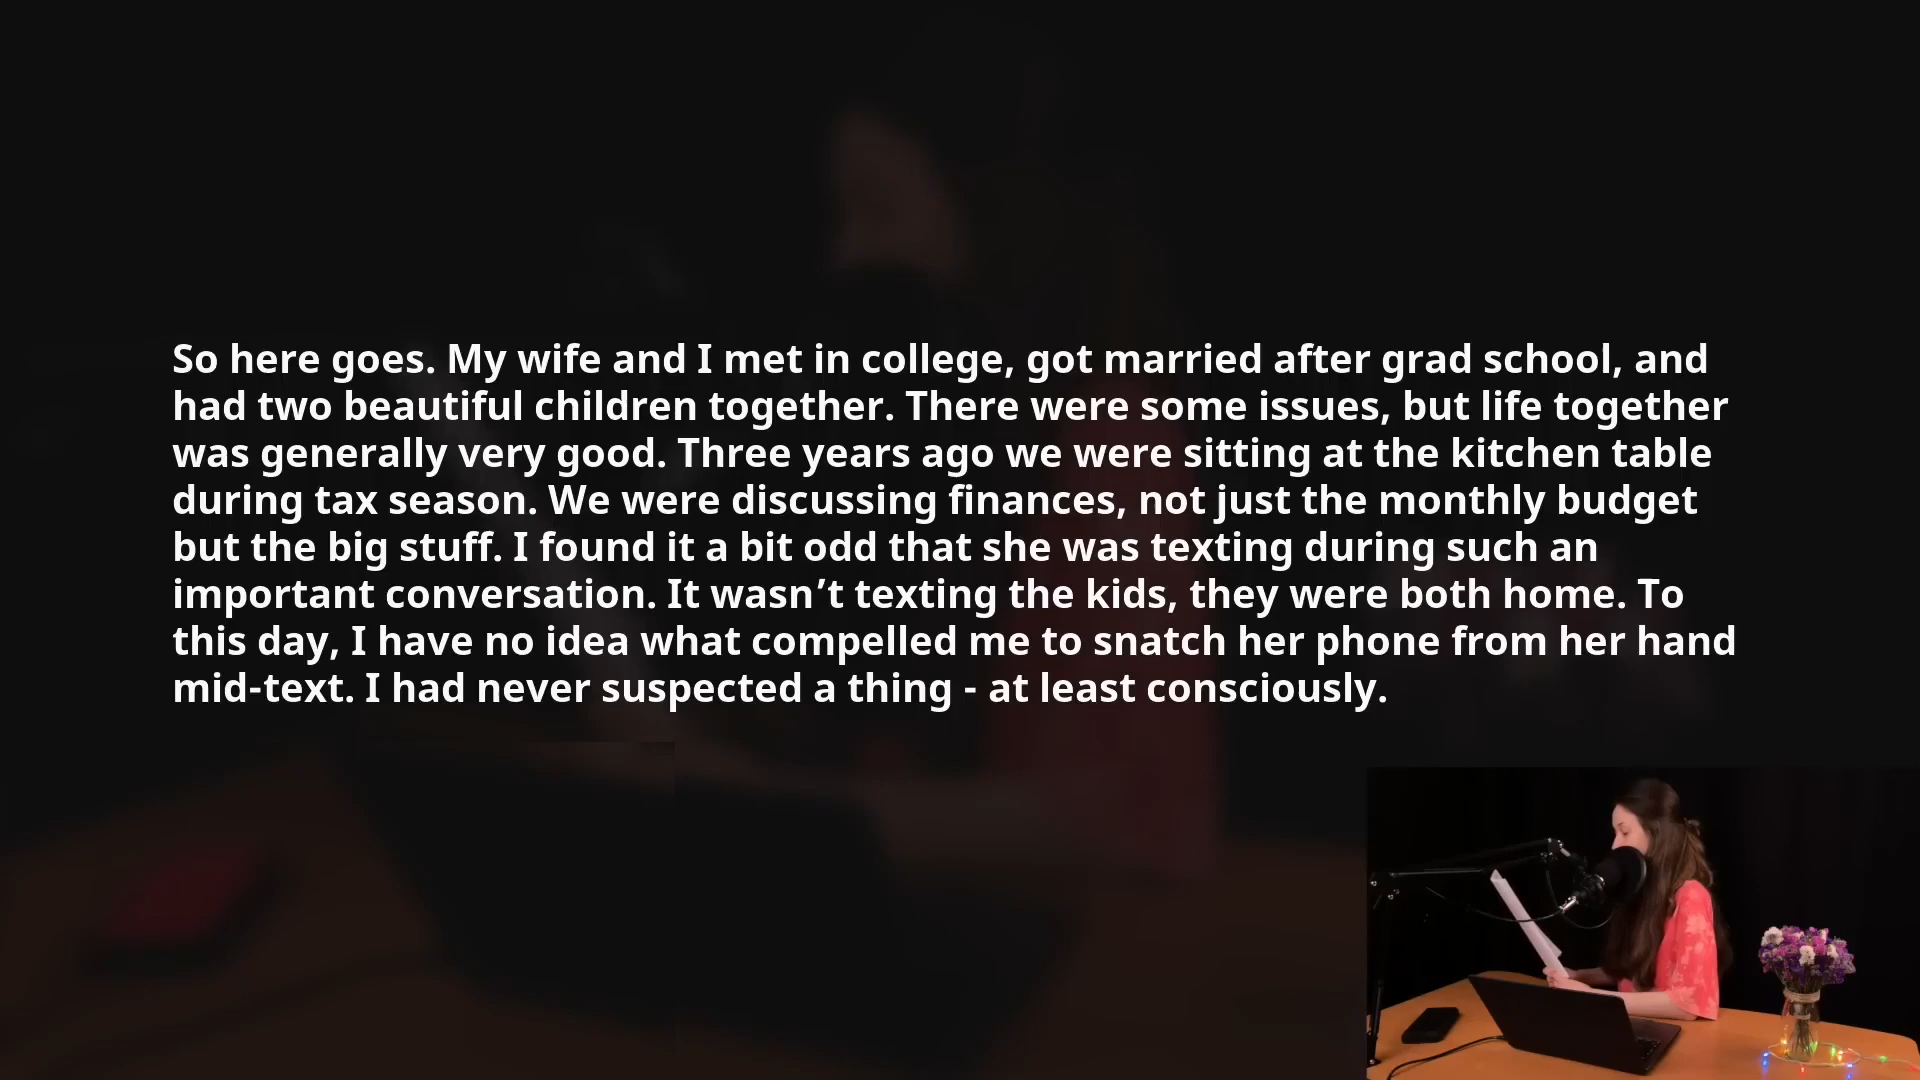 So here goes. My wife and I met in college, got married after grad school, and
had two beautiful children together. There were some issues, but life together
was generally very good. Three years ago we were sitting at the kitchen table
during tax season. We were discussing finances, not just the monthly budget
but the big stuff. I found it a bit odd that she was texting during such an
important conversation. It wasn’t texting the kids, they were both home. To
this day, I have no idea what compelled me to snatch her phone from her hand
mid-text. I had never suspected a thing - at least consciously.